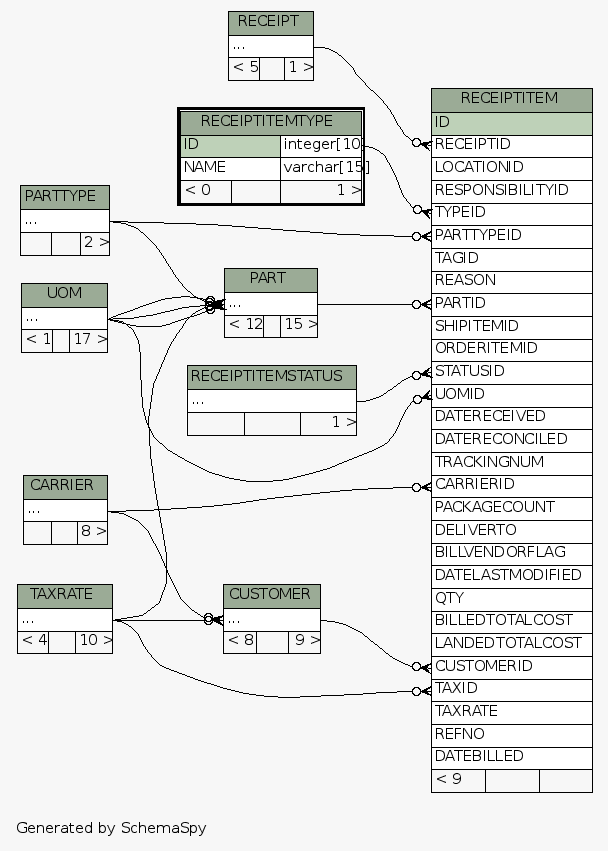 RECEIPT
...
< 5 1 >
RECEIPTITEMTYPE
ID integer[10]
NAME varchar[15]
< 0 1 >
PARTTYPE
...
2 >
UOM
...
< 1 17 >
PART
...
< 12 15 >
RECEIPTITEMSTATUS
...
1 >
CARRIER
...
8 >
TAXRATE
...
< 4 10 >
CUSTOMER
...
< 8 9 >
RECEIPTITEM
ID
RECEIPTID
LOCATIONID
RESPONSIBILITYID
TYPEID
PARTTYPEID
TAGID
REASON
PARTID
SHIPITEMID
ORDERITEMID
STATUSID
UOMID
DATERECEIVED
DATERECONCILED
TRACKINGNUM
CARRIERID
PACKAGECOUNT
DELIVERTO
BILLVENDORFLAG
DATELASTMODIFIED
QTY
BILLEDTOTALCOST
LANDEDTOTALCOST
CUSTOMERID
TAXID
TAXRATE
REFNO
DATEBILLED
< 9
Generated by SchemaSpy